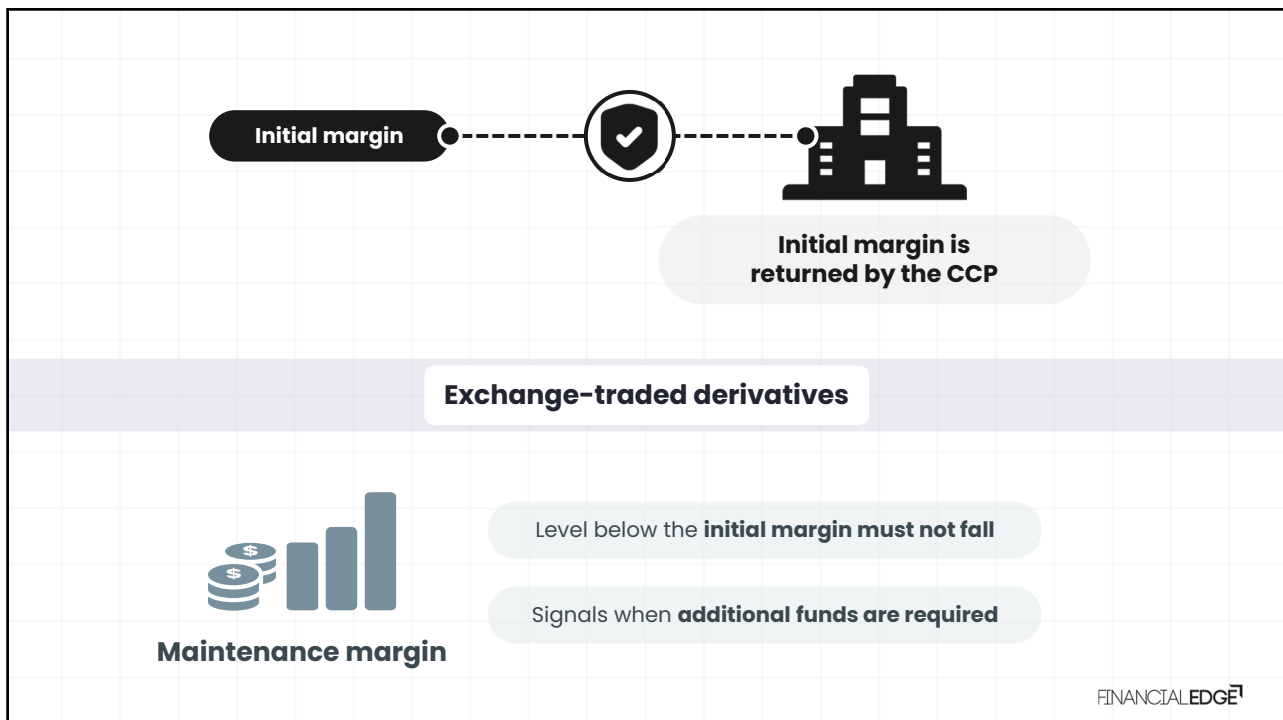 Initial margin
Initial margin is
returned by the CCP
Exchange-traded derivatives
$
$
Level below the initial margin must not fall
Signals when additional funds are required
Maintenance margin
FINANCIALEDGE